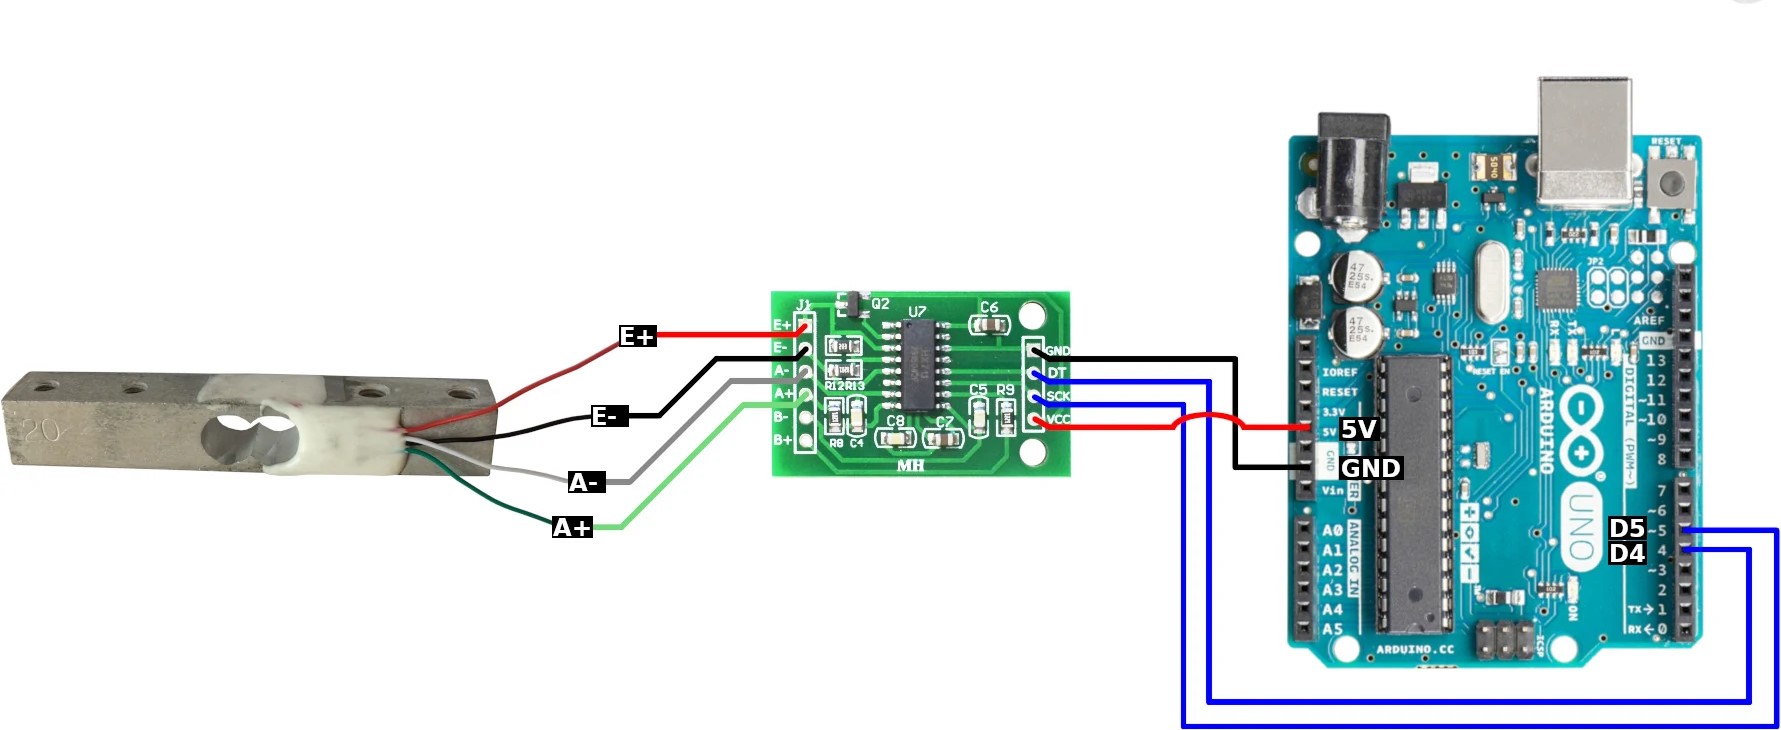 20
E+
E-
A-
A+
J1
E+
E-
A-
A+
B-
B+
Q2
U7
C6
R12R13
R8
C4
C8
C7
C5
R9
MH
GND
DT
SCK
VCC
RESET
47
25S.
E54
47
25S.
E54
JP2
AREF
GND
13
12
~11
~10
~9
8
7
~6
~5
4
~3
2
TX→1
RX←0
DIGITAL (PWM~)
RX
TX
RESET EN
IOREF
RESET
3.3V
5V
GND
Vin
5V
GND
A0
A1
A2
A3
A4
A5
ANALOG IN
ARDUINO
UNO
D5
D4
ON
ICSP
ARDUINO.CC